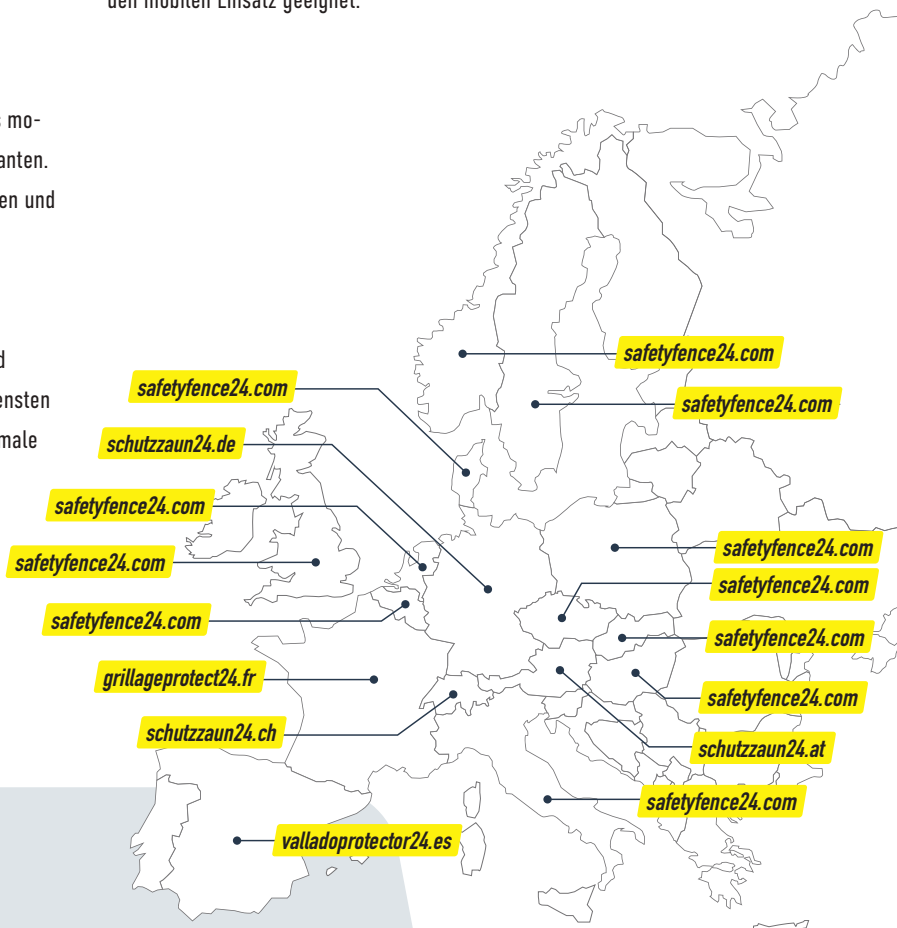 den mobilen Einsatz geeignet.
mo-
anten.
en und
d
ensten
male
safetyfence24.com
safetyfence24.com
safetyfence24.com
schutzzaun24.de
safetyfence24.com
safetyfence24.com
safetyfence24.com
safetyfence24.com
safetyfence24.com
safetyfence24.com
grillageprotect24.fr
safetyfence24.com
schutzzaun24.ch
schutzzaun24.at
safetyfence24.com
valladoprotector24.es